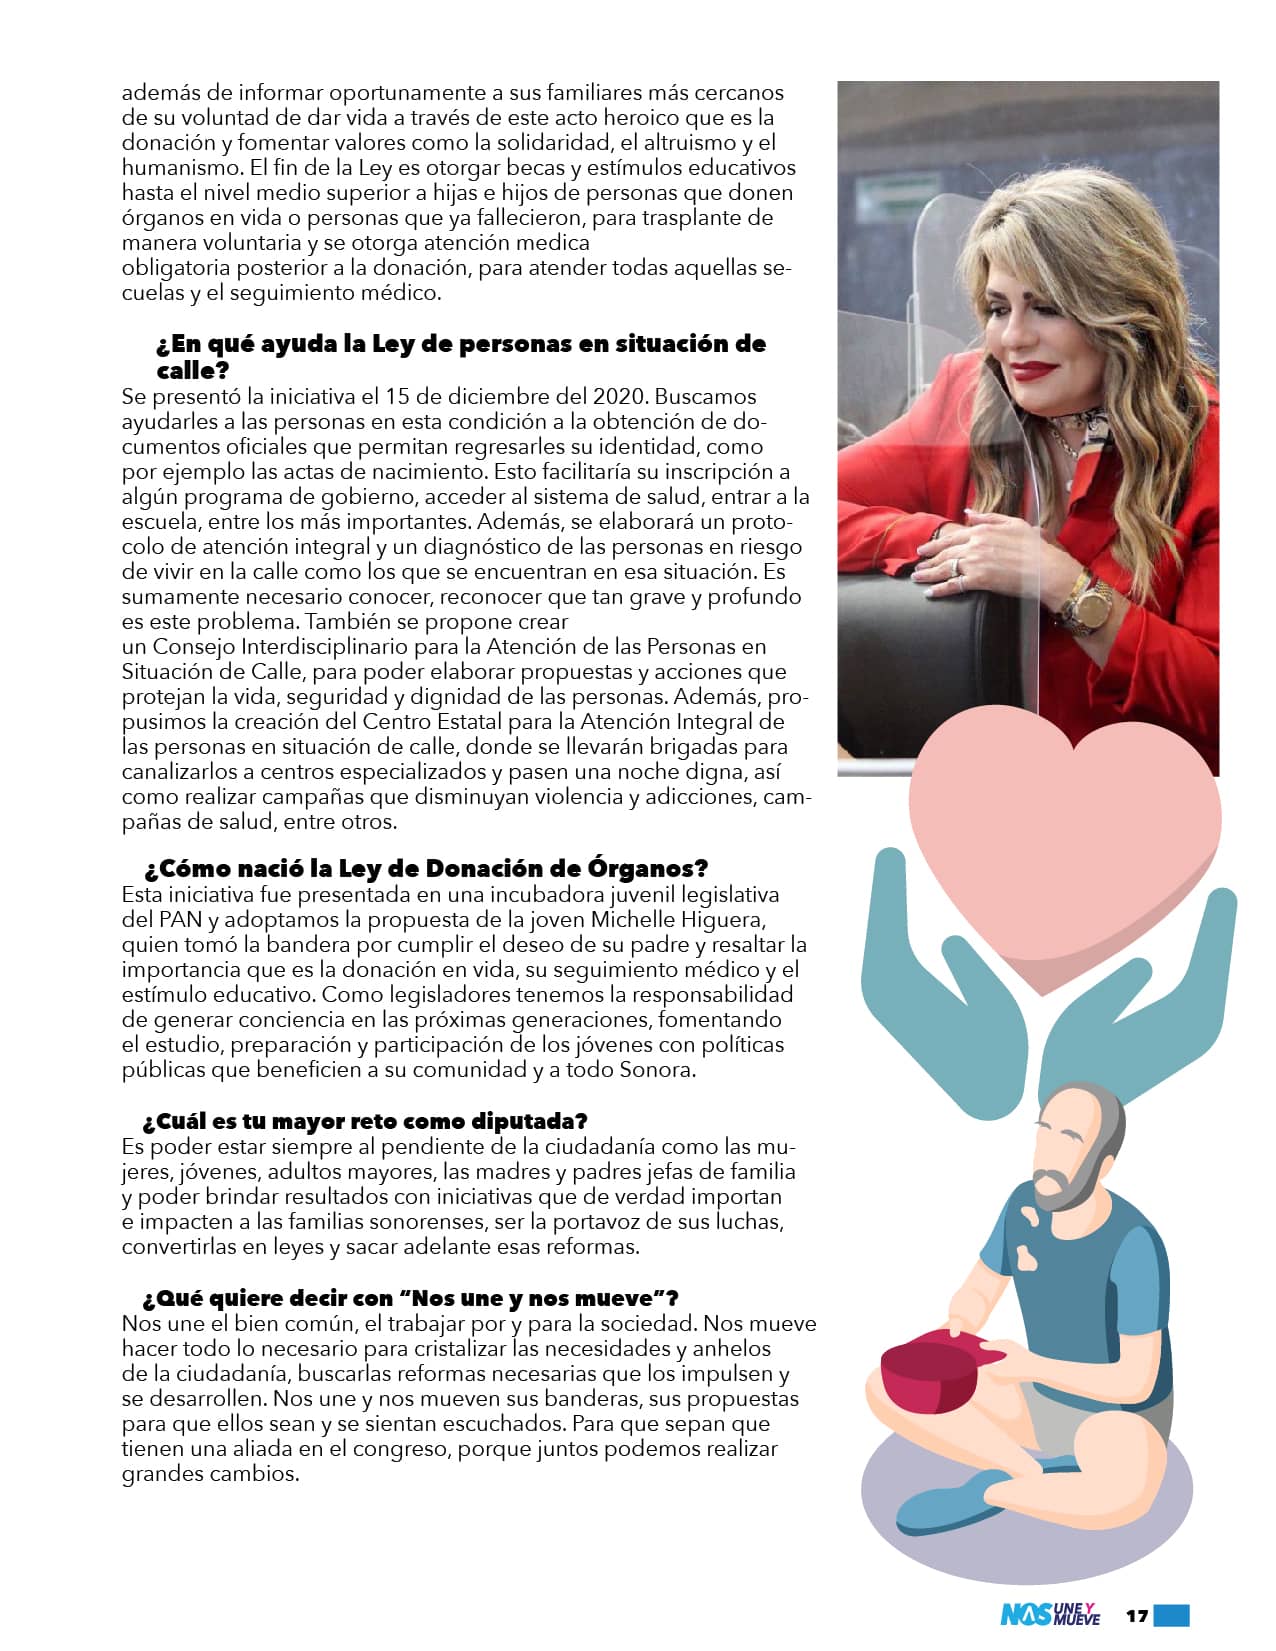 además de informar oportunamente a sus familiares más cercanos
de su voluntad de dar vida a través de este acto heroico que es la
donación y fomentar valores como la solidaridad, el altruismo y el
humanismo. El fin de la Ley es otorgar becas y estímulos educativos
hasta el nivel medio superior a hijas e hijos de personas que donen
órganos en vida o personas que ya fallecieron, para trasplante de
manera voluntaria y se otorga atención medica
obligatoria posterior a la donación, para atender todas aquellas se-
cuelas y el seguimiento médico.
¿En qué ayuda la Ley de personas en situación de
calle?
Se presentó la iniciativa el 15 de diciembre del 2020. Buscamos
ayudarles a las personas en esta condición a la obtención de do-
cumentos oficiales que permitan regresarles su identidad, como
por ejemplo las actas de nacimiento. Esto facilitaría su inscripción a
algún programa de gobierno, acceder al sistema de salud, entrar a la
escuela, entre los más importantes. Además, se elaborará un proto-
colo de atención integral y un diagnóstico de las personas en riesgo
de vivir en la calle como los que se encuentran en esa situación. Es
sumamente necesario conocer, reconocer que tan grave y profundo
es este problema. También se propone crear
un Consejo Interdisciplinario para la Atención de las Personas en
Situación de Calle, para poder elaborar propuestas y acciones que
protejan la vida, seguridad y dignidad de las personas. Además, pro-
pusimos la creación del Centro Estatal para la Atención Integral de
las personas en situación de calle, donde se llevarán brigadas para
canalizarlos a centros especializados y pasen una noche digna, así
como realizar campañas que disminuyan violencia y adicciones, cam-
pañas de salud, entre otros.
¿Cómo nació la Ley de Donación de Órganos?
Esta iniciativa fue presentada en una incubadora juvenil legislativa
del PAN y adoptamos la propuesta de la joven Michelle Higuera,
quien tomó la bandera por cumplir el deseo de su padre y resaltar la
importancia que es la donación en vida, su seguimiento médico y el
estímulo educativo. Como legisladores tenemos la responsabilidad
de generar conciencia en las próximas generaciones, fomentando
el estudio, preparación y participación de los jóvenes con políticas
públicas que beneficien a su comunidad y a todo Sonora.
¿Cuál es tu mayor reto como diputada?
Es poder estar siempre al pendiente de la ciudadanía como las mu-
jeres, jóvenes, adultos mayores, las madres y padres jefas de familia
y poder brindar resultados con iniciativas que de verdad importan
e impacten a las familias sonorenses, ser la portavoz de sus luchas,
convertirlas en leyes y sacar adelante esas reformas.
¿Qué quiere decir con “Nos une y nos mueve”?
Nos une el bien común, el trabajar por y para la sociedad. Nos mueve
hacer todo lo necesario para cristalizar las necesidades y anhelos
de la ciudadanía, buscarlas reformas necesarias que los impulsen y
se desarrollen. Nos une y nos mueven sus banderas, sus propuestas
para que ellos sean y se sientan escuchados. Para que sepan que
tienen una aliada en el congreso, porque juntos podemos realizar
grandes cambios.
NOS UNE Y
MUEVE
17